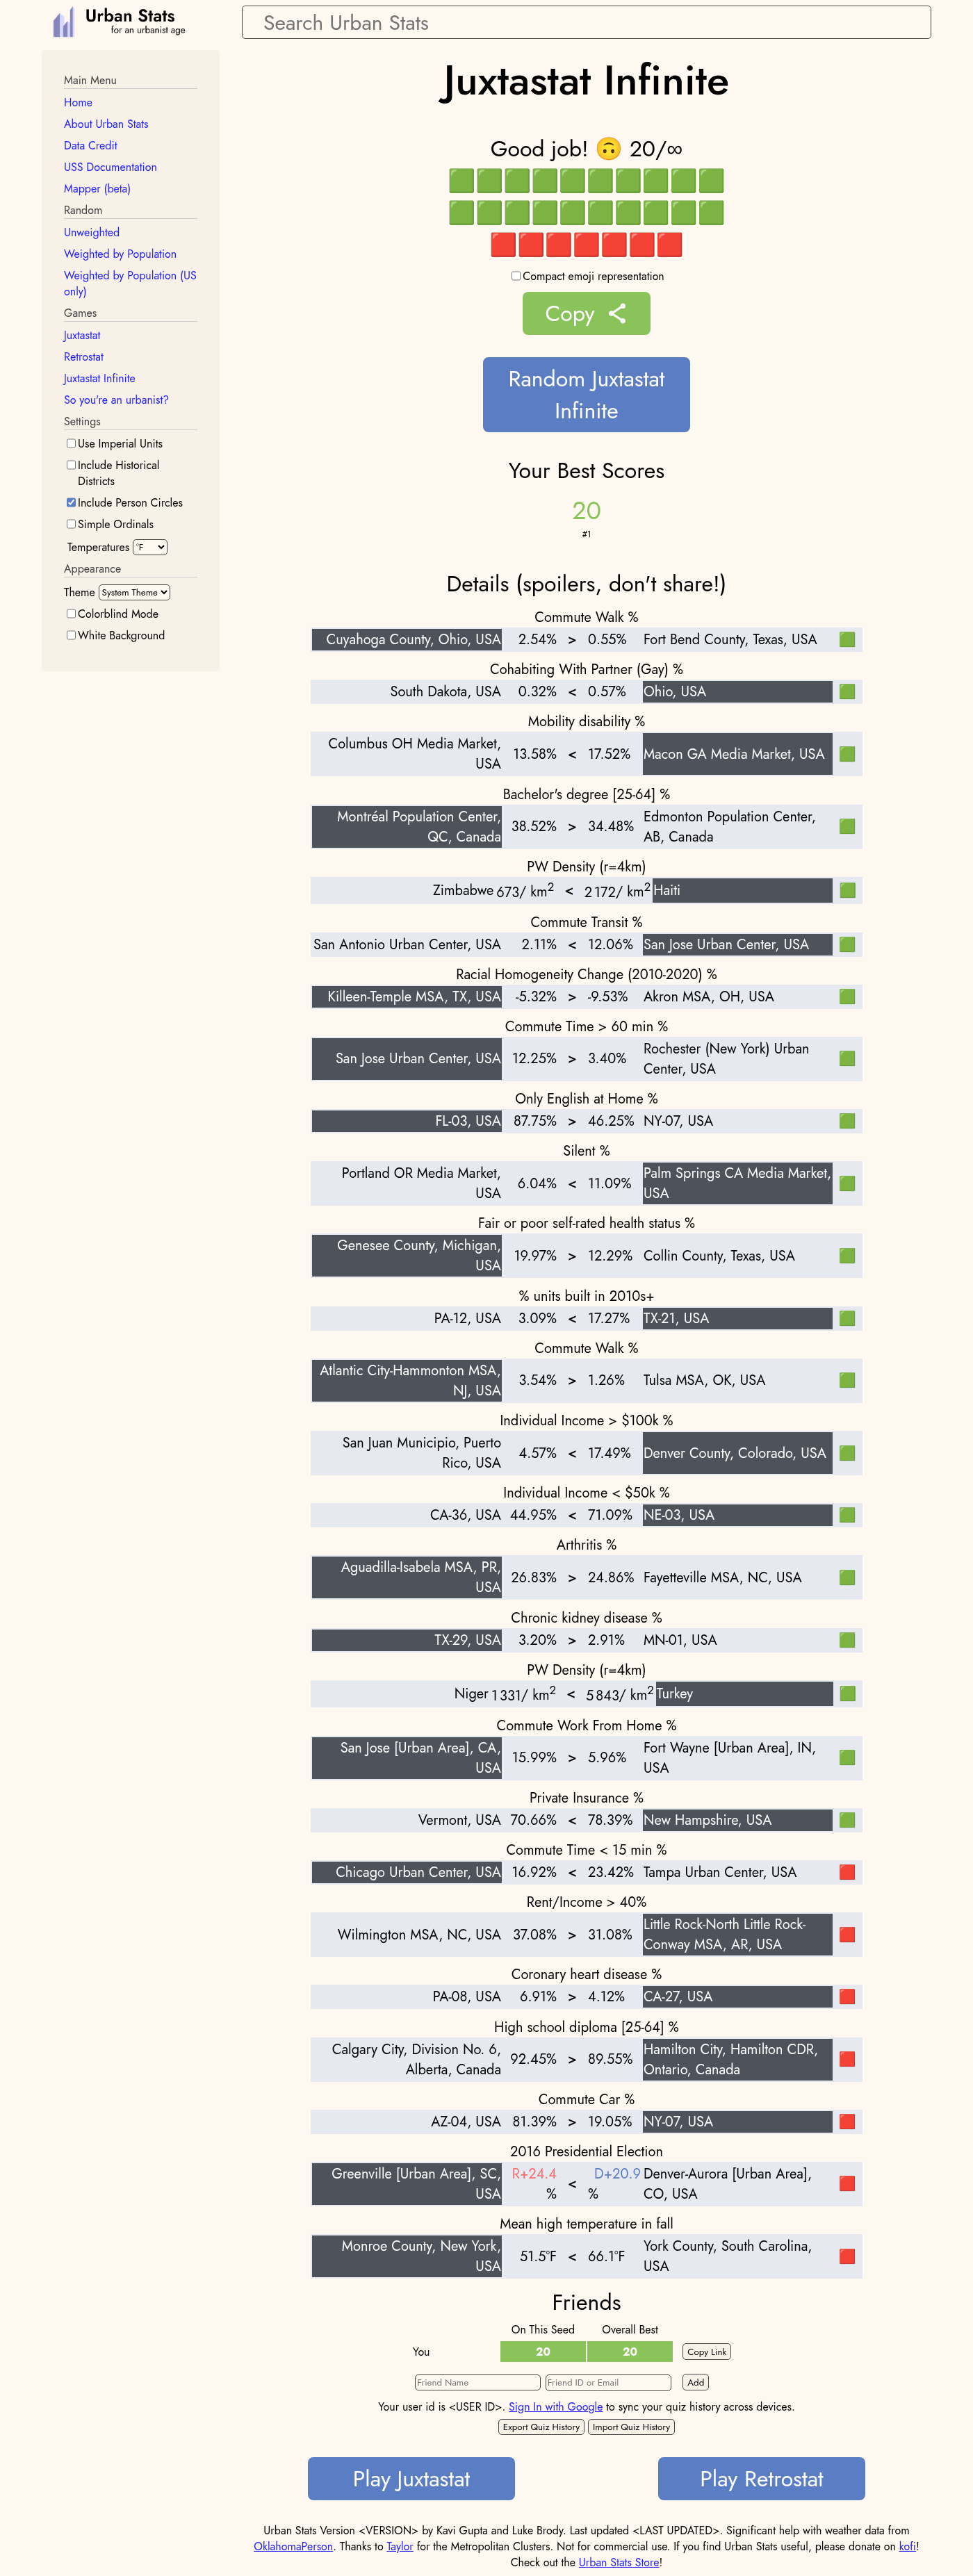 Urban Stats
for an urbanist age
Search Urban Stats
Main Menu
Home
About Urban Stats
Data Credit
USS Documentation
Mapper (beta)
Random
Unweighted
Weighted by Population
Weighted by Population (US
only)
Games
Juxtastat
Retrostat
Juxtastat Infinite
So you're an urbanist?
Settings
Use Imperial Units
Include Historical
Districts
Include Person Circles
Simple Ordinals
Temperatures °F
Appearance
Theme System Theme
Colorblind Mode
White Background
Juxtastat Infinite
Good job! 🙃 20/∞
Compact emoji representation
Copy
Random Juxtastat
Infinite
Your Best Scores
20
#1
Details (spoilers, don't share!)
Commute Walk %
Cuyahoga County, Ohio, USA 2.54% > 0.55% Fort Bend County, Texas, USA
Cohabiting With Partner (Gay) %
South Dakota, USA 0.32% < 0.57% Ohio, USA
Mobility disability %
Columbus OH Media Market,
USA 13.58% < 17.52% Macon GA Media Market, USA
Bachelor's degree [25-64] %
Montréal Population Center,
QC, Canada 38.52% > 34.48% Edmonton Population Center,
AB, Canada
PW Density (r=4km)
Zimbabwe 673/ km² < 2 172/ km² Haiti
Commute Transit %
San Antonio Urban Center, USA 2.11% < 12.06% San Jose Urban Center, USA
Racial Homogeneity Change (2010-2020) %
Killeen-Temple MSA, TX, USA -5.32% > -9.53% Akron MSA, OH, USA
Commute Time > 60 min %
San Jose Urban Center, USA 12.25% > 3.40% Rochester (New York) Urban
Center, USA
Only English at Home %
FL-03, USA 87.75% > 46.25% NY-07, USA
Silent %
Portland OR Media Market,
USA 6.04% < 11.09% Palm Springs CA Media Market,
USA
Fair or poor self-rated health status %
Genesee County, Michigan,
USA 19.97% > 12.29% Collin County, Texas, USA
% units built in 2010s+
PA-12, USA 3.09% < 17.27% TX-21, USA
Commute Walk %
Atlantic City-Hammonton MSA,
NJ, USA 3.54% > 1.26% Tulsa MSA, OK, USA
Individual Income > $100k %
San Juan Municipio, Puerto
Rico, USA 4.57% < 17.49% Denver County, Colorado, USA
Individual Income < $50k %
CA-36, USA 44.95% < 71.09% NE-03, USA
Arthritis %
Aguadilla-Isabela MSA, PR,
USA 26.83% > 24.86% Fayetteville MSA, NC, USA
Chronic kidney disease %
TX-29, USA 3.20% > 2.91% MN-01, USA
PW Density (r=4km)
Niger 1 331/ km² < 5 843/ km² Turkey
Commute Work From Home %
San Jose [Urban Area], CA,
USA 15.99% > 5.96% Fort Wayne [Urban Area], IN,
USA
Private Insurance %
Vermont, USA 70.66% < 78.39% New Hampshire, USA
Commute Time < 15 min %
Chicago Urban Center, USA 16.92% < 23.42% Tampa Urban Center, USA
Rent/Income > 40%
Wilmington MSA, NC, USA 37.08% > 31.08% Little Rock-North Little Rock-
Conway MSA, AR, USA
Coronary heart disease %
PA-08, USA 6.91% > 4.12% CA-27, USA
High school diploma [25-64] %
Calgary City, Division No. 6,
Alberta, Canada 92.45% > 89.55% Hamilton City, Hamilton CDR,
Ontario, Canada
Commute Car %
AZ-04, USA 81.39% > 19.05% NY-07, USA
2016 Presidential Election
Greenville [Urban Area], SC,
USA R+24.4 % < D+20.9 % Denver-Aurora [Urban Area],
CO, USA
Mean high temperature in fall
Monroe County, New York,
USA 51.5°F < 66.1°F York County, South Carolina,
USA
Friends
On This Seed Overall Best
You 20 20 Copy Link
Friend Name Friend ID or Email Add
Your user id is <USER ID>. Sign In with Google to sync your quiz history across devices.
Export Quiz History Import Quiz History
Play Juxtastat Play Retrostat
Urban Stats Version <VERSION> by Kavi Gupta and Luke Brody. Last updated <LAST UPDATED>. Significant help with weather data from
OklahomaPerson. Thanks to Taylor for the Metropolitan Clusters. Not for commercial use. If you find Urban Stats useful, please donate on kofi!
Check out the Urban Stats Store!